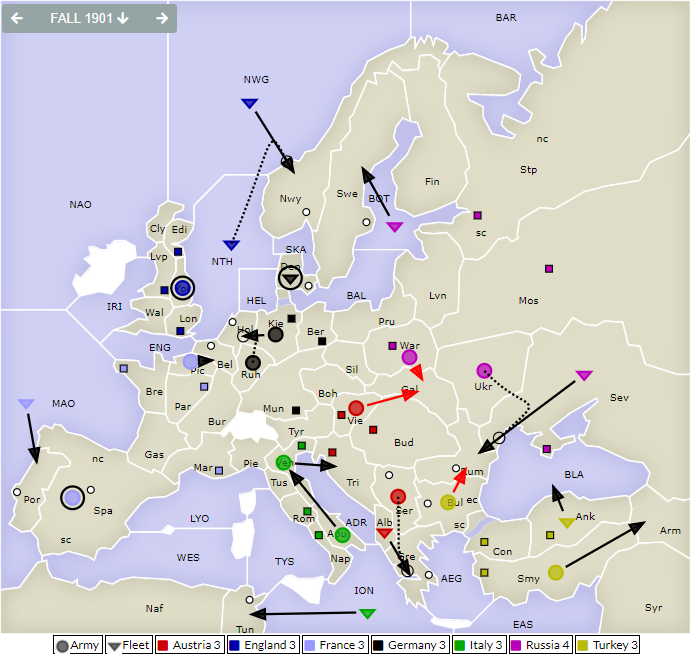 FALL 1901
BAR
NWG
nc
Stp
Fin
Swe
BOT
Nwy
NAO
Cly Edi
sc
SKA
Lvp
NTH
Den
Mos
HEL
BAL
Lvn
IRI
Wal
Lon
Kie
Ber
Pru
Hol
ENG
War
Pic
Bel
Ruh
Sil
Gal
Ukr
Sev
MAO
Bre
Par
Boh
Mun
Vie
Bur
Tyr
Bud
nc
Gas
Mar
Pie
Ven
Tri
Rum
BLA
Por
Spa
Tus
Ser
Bul
ec
LYO
Rom
ADR
Alb
sc
Ank
Con
Arm
sc
WES
Apu
Nap
Gre
TYS
AEG
Smy
ION
Naf
Tun
EAS
Syr
Army Fleet Austria 3 England 3 France 3 Germany 3 Italy 3 Russia 4 Turkey 3